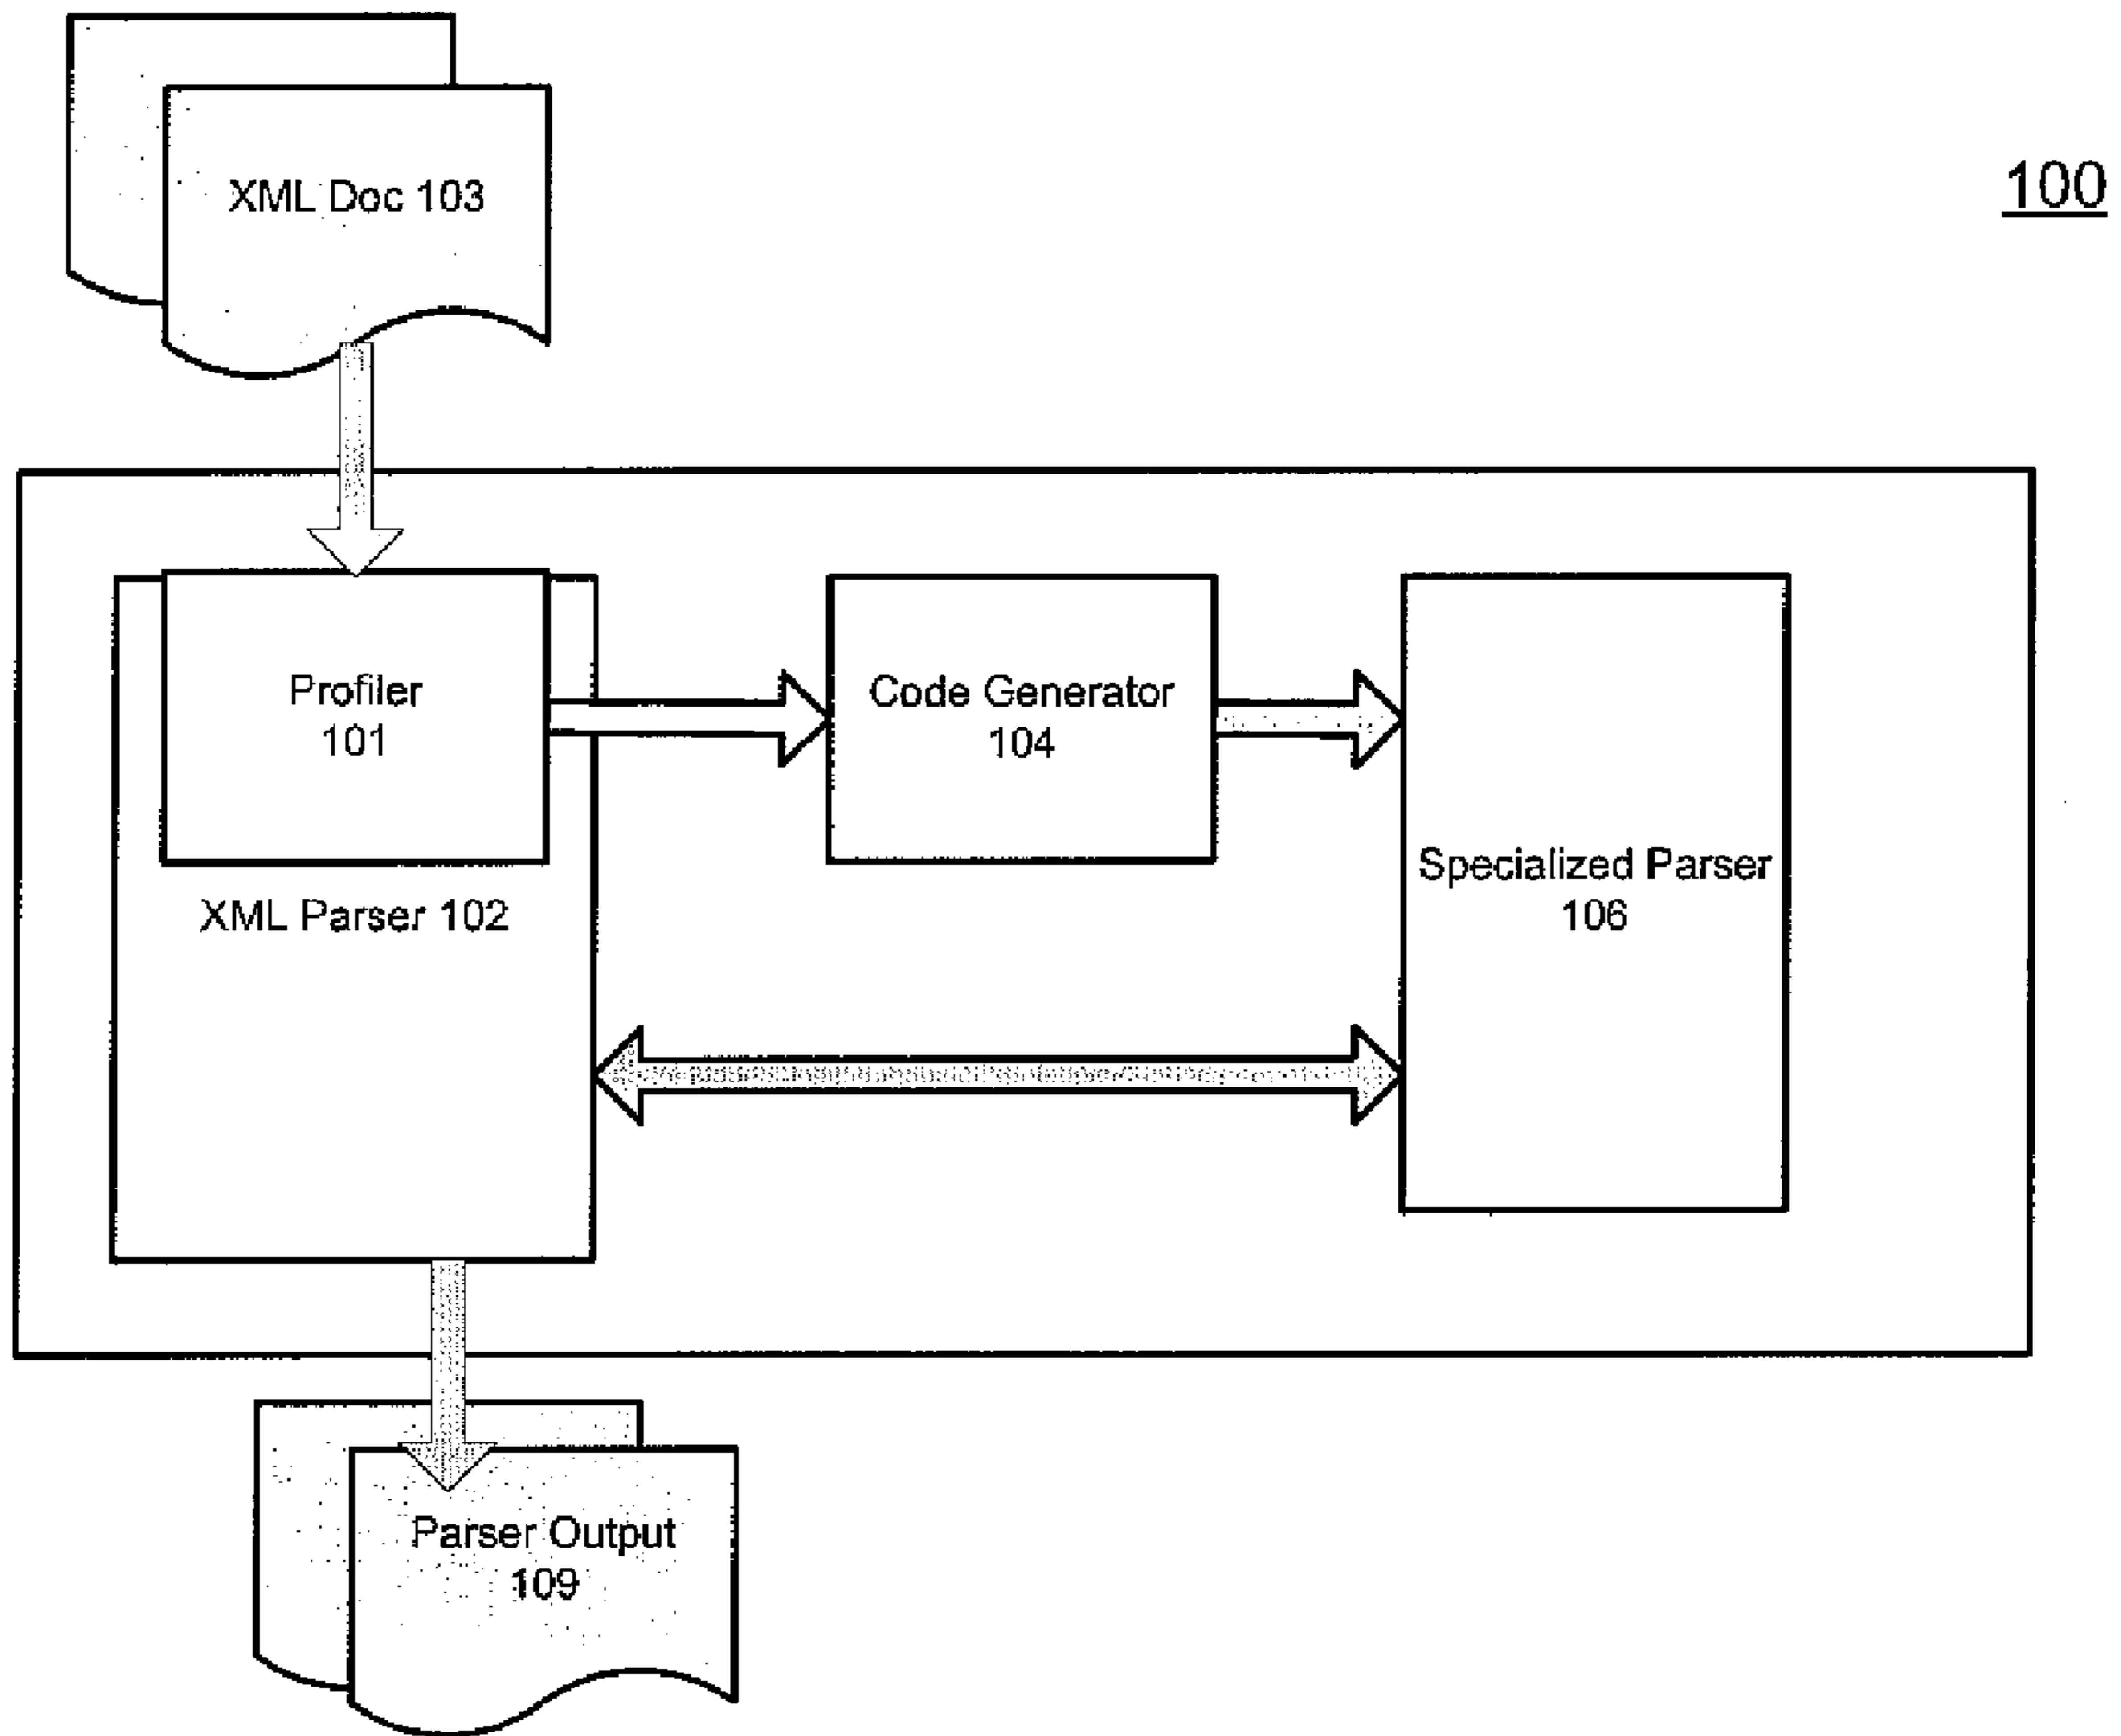 XML Doc 103
100
Profiler
101
Code Generator
104
Specialized Parser
106
XML Parser 102
Parser Output
109